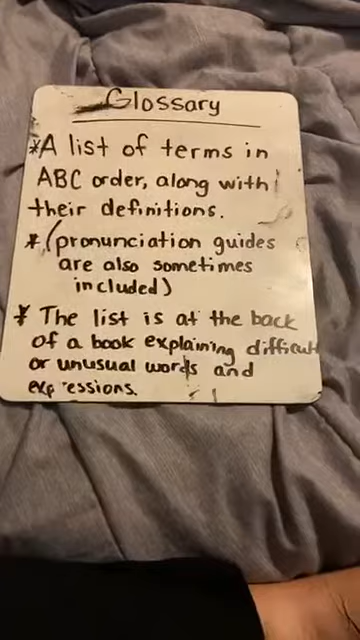 Glossary
*A list of terms in
ABC order, along with
their definitions.
*(pronunciation guides
are also sometimes
included)
* The list is at the back
of a book explaining difficult
or unusual words and
expressions.